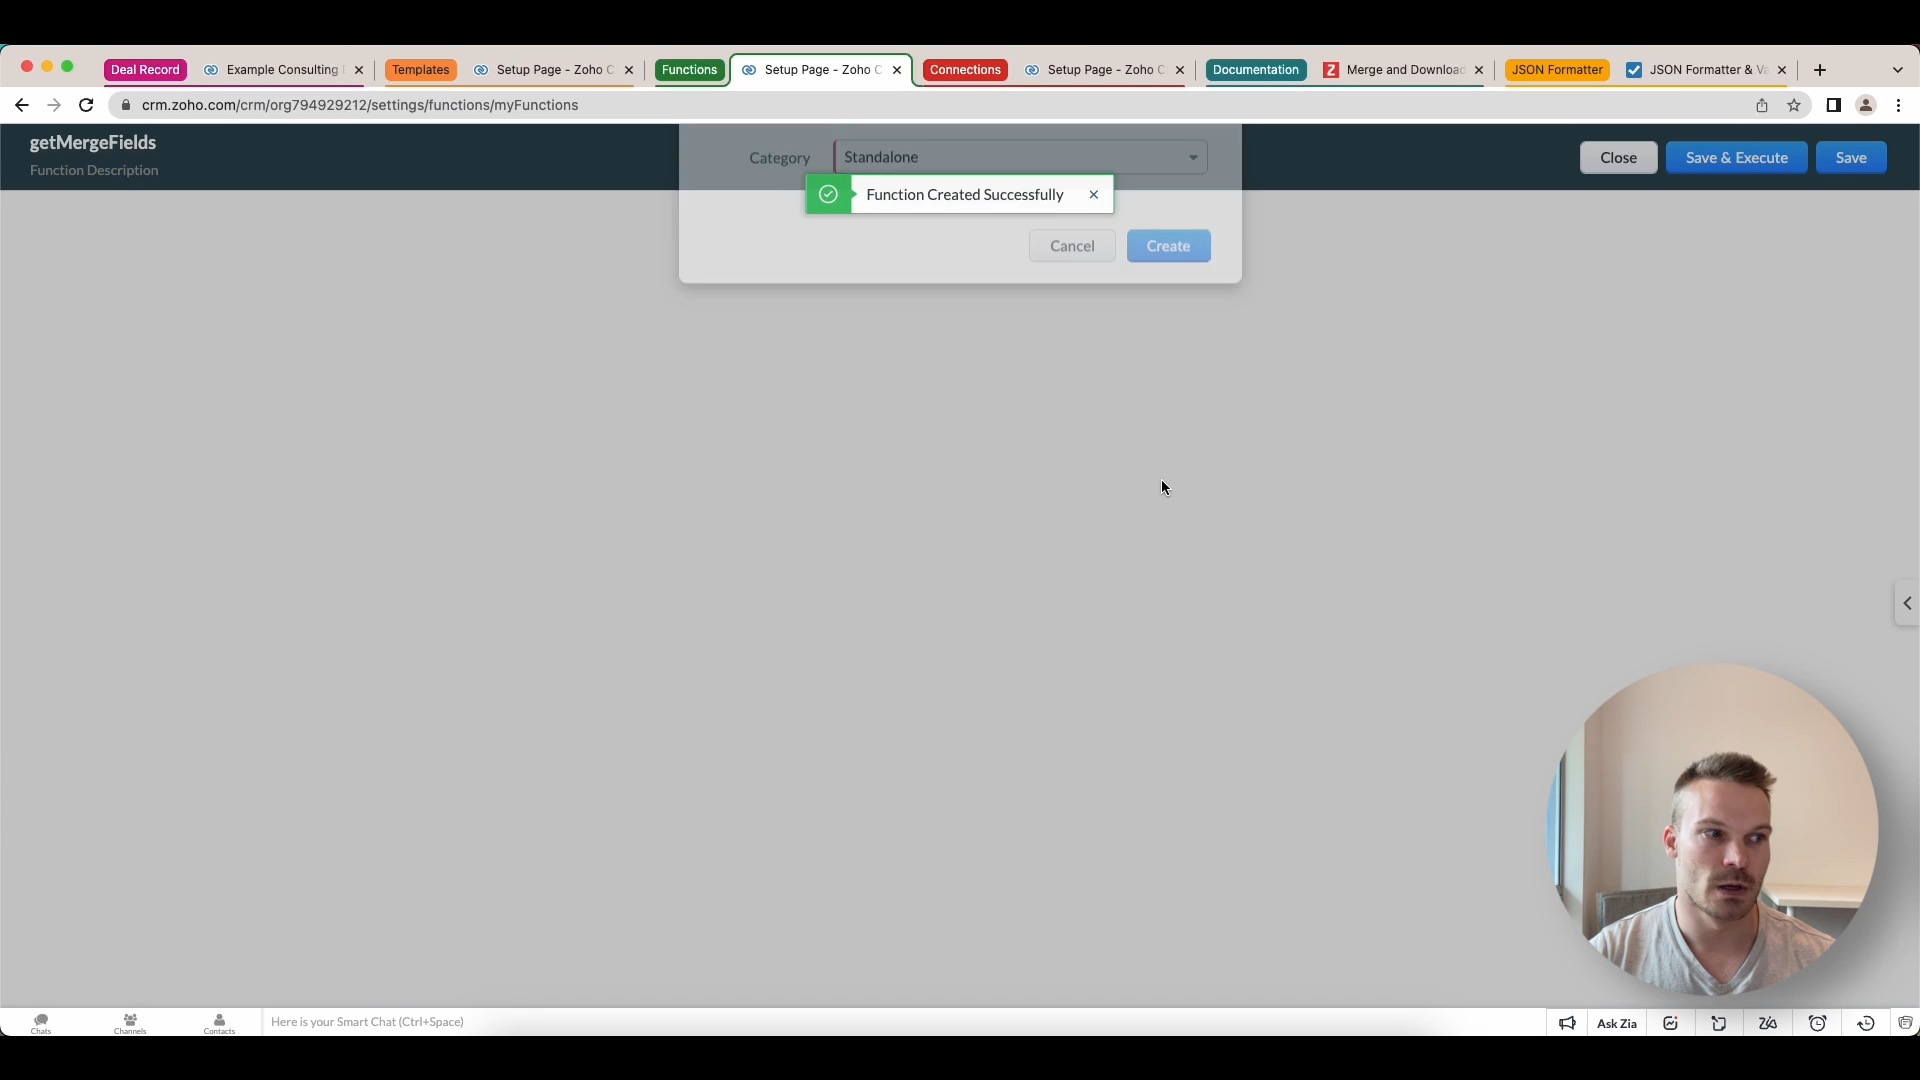 Deal Record
Example Consulting
Templates
Setup Page - Zoho C
Functions
Setup Page - Zoho C
Connections
Setup Page - Zoho C
Documentation
Merge and Download
JSON Formatter
JSON Formatter & Va
crm.zoho.com/crm/org794929212/settings/functions/myFunctions
getMergeFields
Function Description
Category
Standalone
Close
Save & Execute
Save
Function Created Successfully
Cancel
Create
Chats
Channels
Contacts
Here is your Smart Chat (Ctrl+Space)
Ask Zia